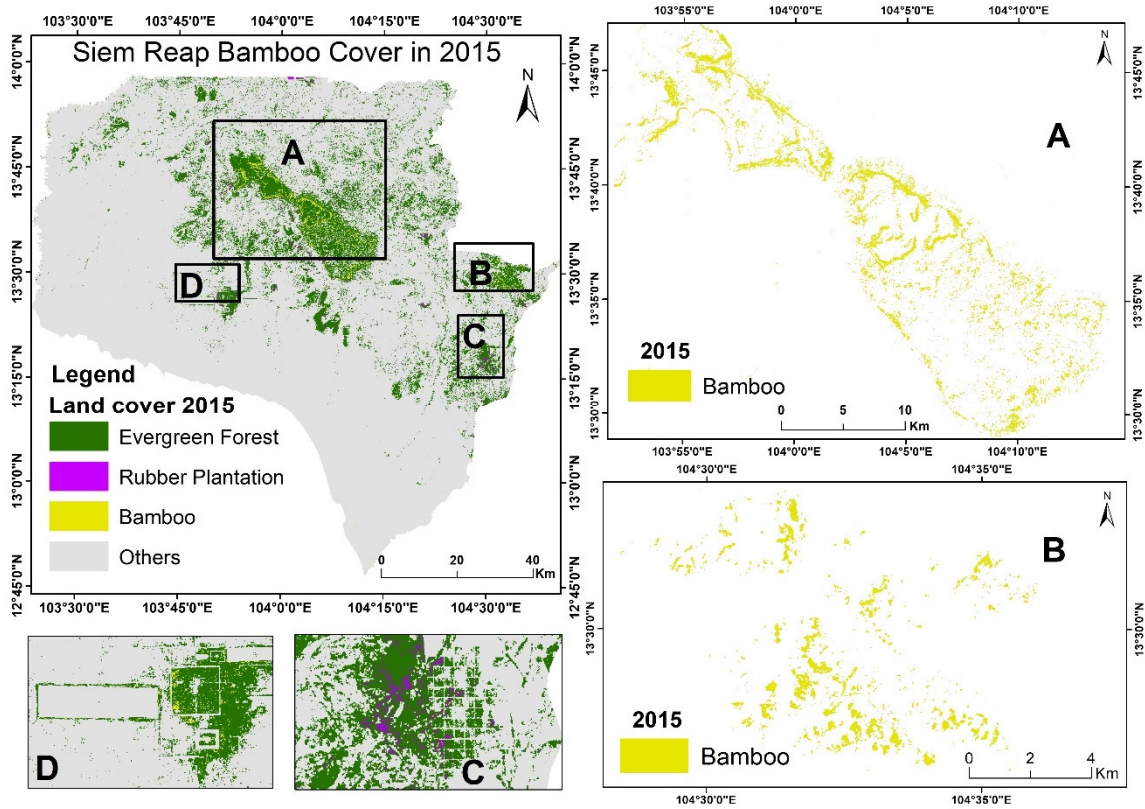 103°30'0"E 103°45'0"E 104°0'0"E 104°15'0"E 104°30'0"E
Siem Reap Bamboo Cover in 2015
N
14°0'0"N
13°45'0"N
13°30'0"N
13°15'0"N
13°0'0"N
12°45'0"N
14°0'0"N
13°45'0"N
13°30'0"N
13°15'0"N
13°0'0"N
12°45'0"N
A
B
C
D
Legend
Land cover 2015
Evergreen Forest
Rubber Plantation
Bamboo
Others
0 20 40
Km
103°30'0"E 103°45'0"E 104°0'0"E 104°15'0"E 104°30'0"E
103°55'0"E 104°0'0"E 104°5'0"E 104°10'0"E
N
A
13°45'0"N
13°40'0"N
13°35'0"N
13°30'0"N
13°45'0"N
13°40'0"N
13°35'0"N
13°30'0"N
2015
Bamboo
0 5 10
Km
103°55'0"E 104°0'0"E 104°5'0"E 104°10'0"E
104°30'0"E 104°35'0"E
N
B
13°30'0"N
13°30'0"N
2015
Bamboo
0 2 4
Km
104°30'0"E 104°35'0"E
D
C